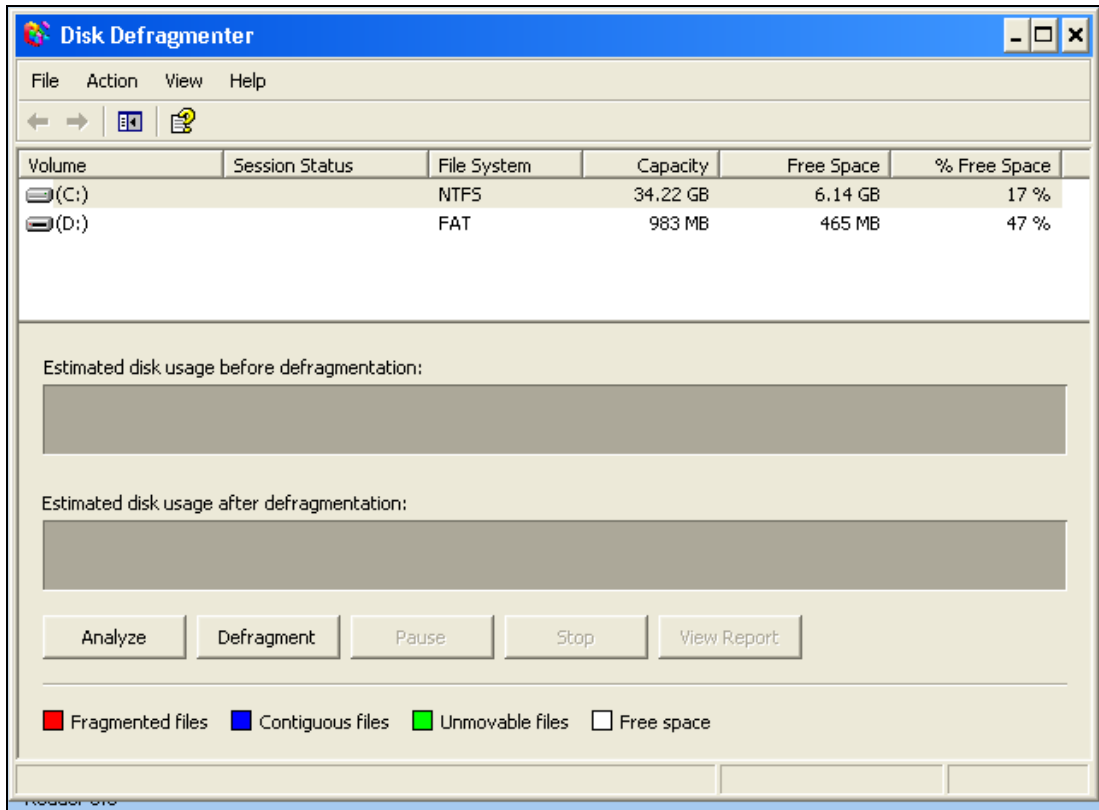 Disk Defragmenter
File Action View Help
Volume Session Status File System Capacity Free Space % Free Space
(C:) NTFS 34.22 GB 6.14 GB 17 %
(D:) FAT 983 MB 465 MB 47 %
Estimated disk usage before defragmentation:
Estimated disk usage after defragmentation:
Analyze Defragment Pause Stop View Report
Fragmented files Contiguous files Unmovable files Free space